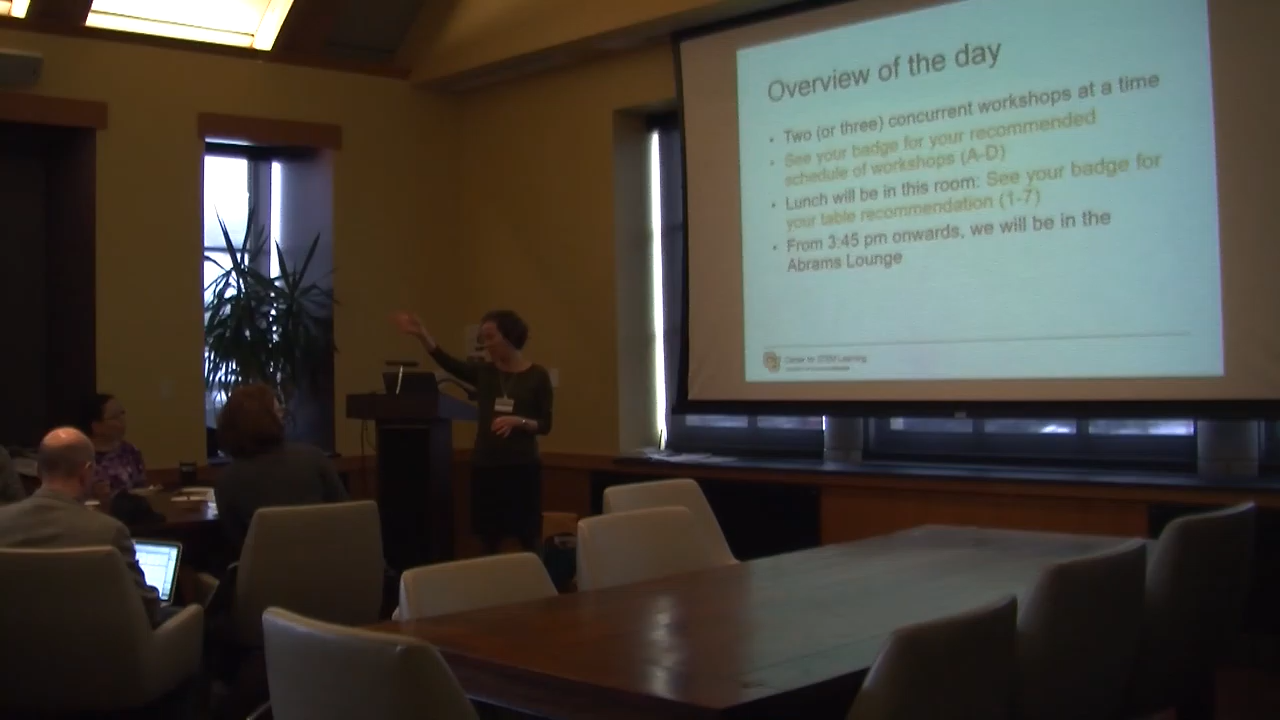 Overview of the day
• Two (or three) concurrent workshops at a time
• See your badge for your recommended
schedule of workshops (A-D)
• Lunch will be in this room. See your badge for
your table recommendation (1-7)
• From 3:45 pm onwards, we will be in the
Abrams Lounge
Center for STEM Learning